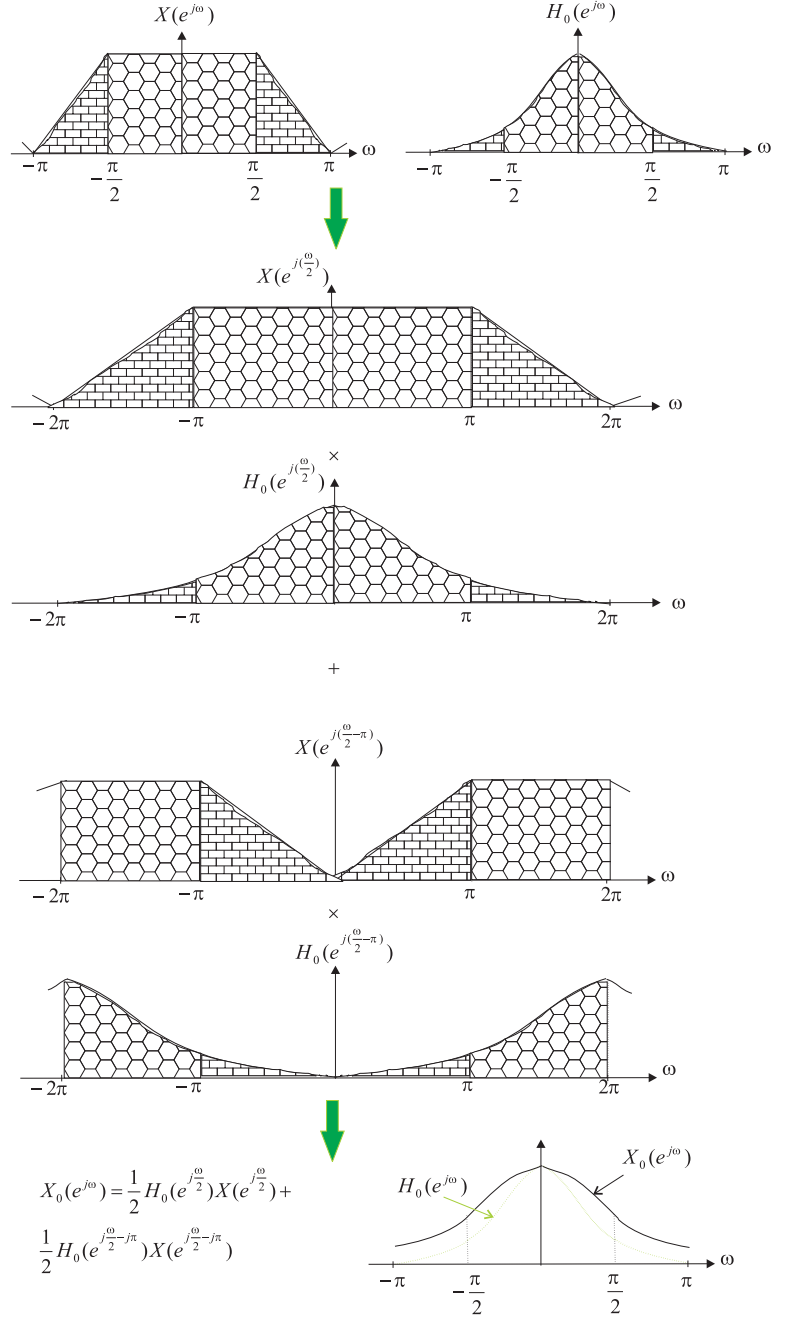 X(e^{jω}) H_0(e^{jω})
ω ω
−π −π/2 π/2 π −π −π/2 π/2 π
X(e^{j(ω/2)})
ω
−2π −π π 2π
×
H_0(e^{j(ω/2)})
ω
−2π −π π 2π
+
X(e^{j(ω/2−π)})
ω
−2π −π π 2π
×
H_0(e^{j(ω/2−π)})
ω
−2π −π π 2π
X_0(e^{jω}) = 1/2 H_0(e^{jω/2})X(e^{jω/2}) +
1/2 H_0(e^{jω/2−jπ})X(e^{jω/2−jπ})
H_0(e^{jω}) X_0(e^{jω})
ω
−π −π/2 π/2 π